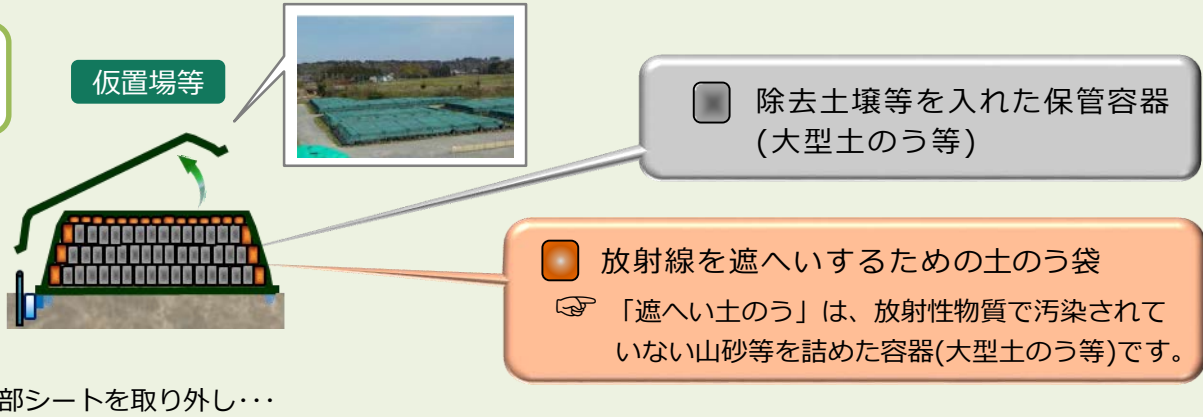 仮置場等
除去土壌等を入れた保管容器
(大型土のう等)
放射線を遮へいするための土のう袋
☞ 「遮へい土のう」は、放射性物質で汚染されて
いない山砂等を詰めた容器(大型土のう等)です。
部シートを取り外し･･･